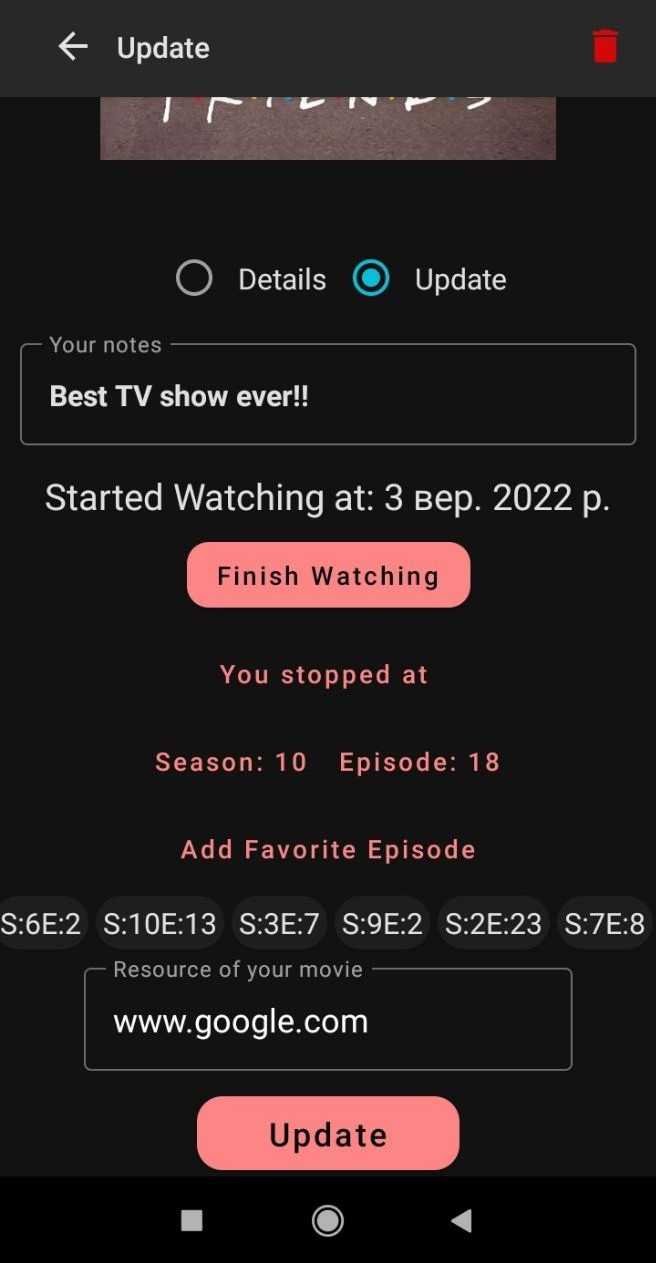 Update
FRIENDS
Details Update
Your notes
Best TV show ever!!
Started Watching at: 3 вер. 2022 р.
Finish Watching
You stopped at
Season: 10 Episode: 18
Add Favorite Episode
S:6E:2 S:10E:13 S:3E:7 S:9E:2 S:2E:23 S:7E:8
Resource of your movie
www.google.com
Update